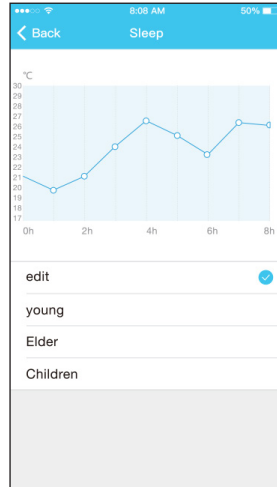 8:08 AM 50%
Back Sleep
°C
30
29
28
27
26
25
24
23
22
21
20
19
18
17
0h 2h 4h 6h 8h
edit
young
Elder
Children